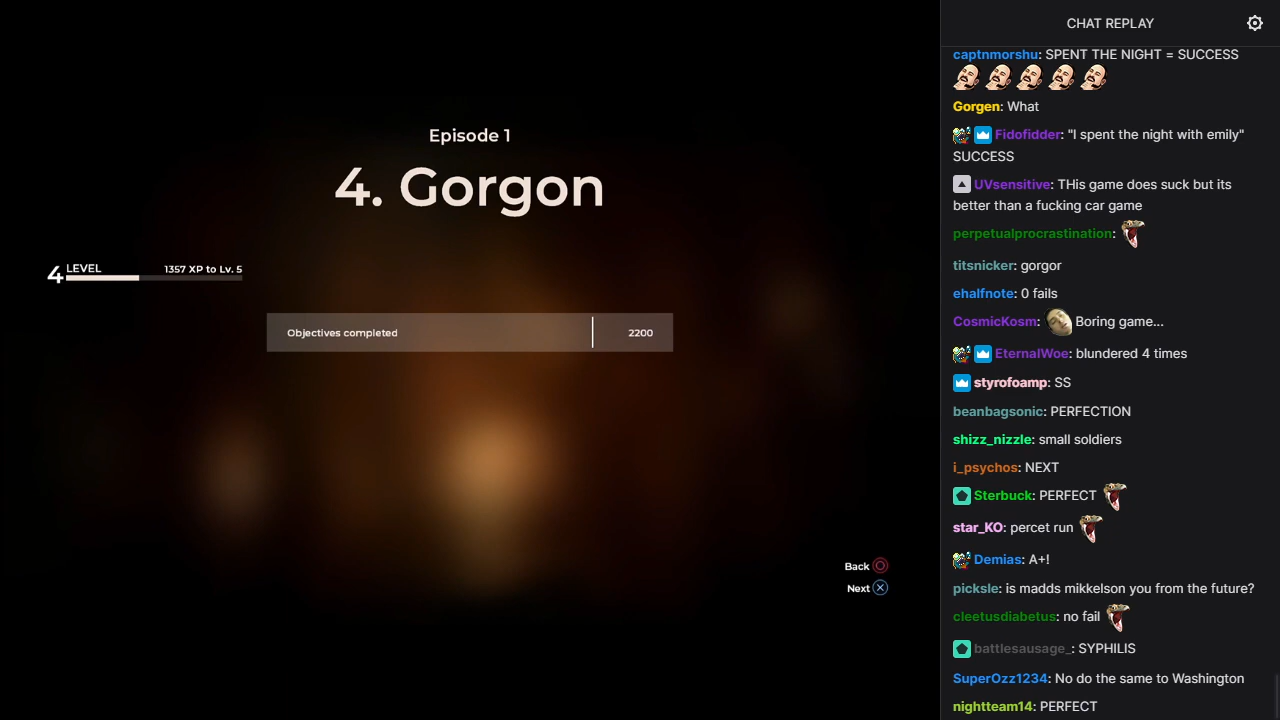 Episode 1
4. Gorgon
4 LEVEL 1357 XP to Lv. 5
Objectives completed 2200
Back
Next
CHAT REPLAY
captnmorshu: SPENT THE NIGHT = SUCCESS
Gorgen: What
Fidofidder: "I spent the night with emily"
SUCCESS
UVsensitive: THis game does suck but its
better than a fucking car game
perpetualprocrastination:
titsnicker: gorgor
ehalfnote: 0 fails
CosmicKosm: Boring game...
EternalWoe: blundered 4 times
styrofoamp: SS
beanbagsonic: PERFECTION
shizz_nizzle: small soldiers
i_psychos: NEXT
Sterbuck: PERFECT
star_KO: percet run
Demias: A+!
picksle: is madds mikkelson you from the future?
cleetusdiabetus: no fail
battlesausage_: SYPHILIS
SuperOzz1234: No do the same to Washington
nightteam14: PERFECT